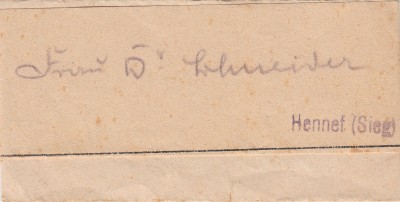 Frau Dr Schneider
Hennef (Sieg)